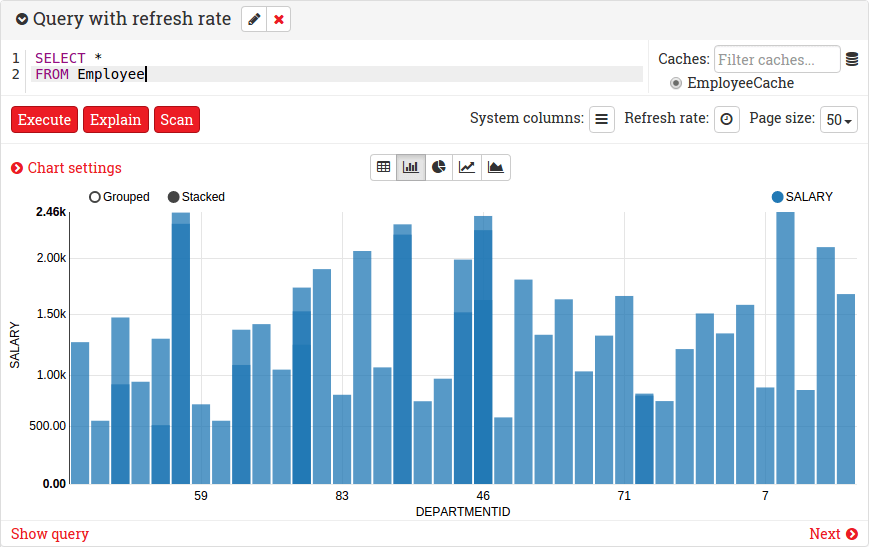 Query with refresh rate
1 SELECT *
2 FROM Employee
Caches: Filter caches...
EmployeeCache
Execute Explain Scan
System columns: Refresh rate: Page size: 50
Chart settings
Grouped Stacked SALARY
2.46k
2.00k
1.50k
1.00k
500.00
0.00
SALARY
59 83 46 71 7
DEPARTMENTID
Show query Next